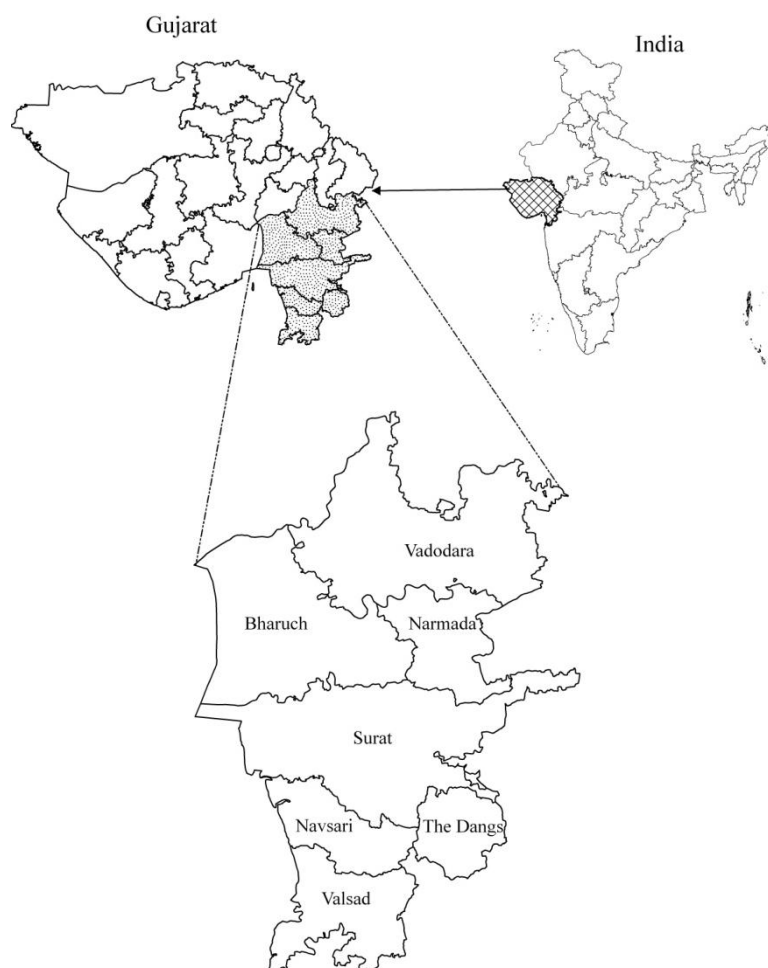 Gujarat
India
Vadodara
Bharuch
Narmada
Surat
Navsari
The Dangs
Valsad